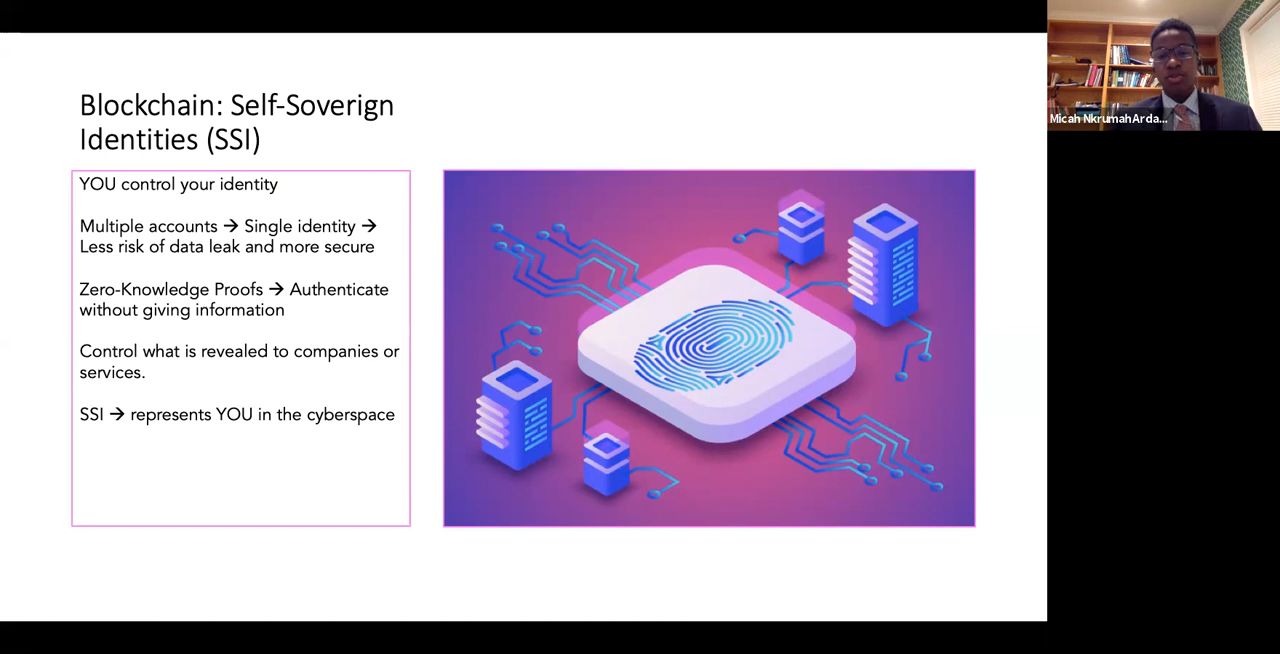 Blockchain: Self-Soverign
Identities (SSI)
YOU control your identity
Multiple accounts → Single identity →
Less risk of data leak and more secure
Zero-Knowledge Proofs → Authenticate
without giving information
Control what is revealed to companies or
services.
SSI → represents YOU in the cyberspace
Micah NkrumahArda...